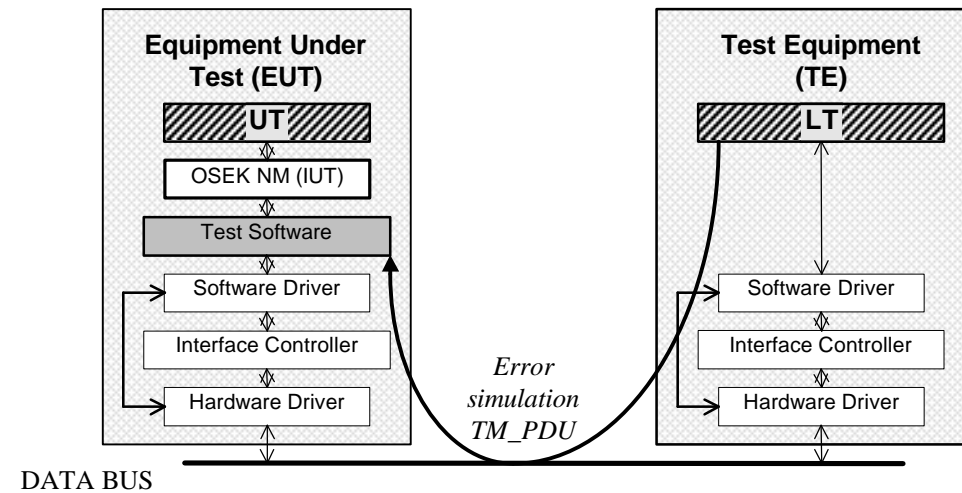 Equipment Under
Test (EUT)
UT
OSEK NM (IUT)
Test Software
Software Driver
Interface Controller
Hardware Driver
Error
simulation
TM_PDU
Test Equipment
(TE)
LT
Software Driver
Interface Controller
Hardware Driver
DATA BUS